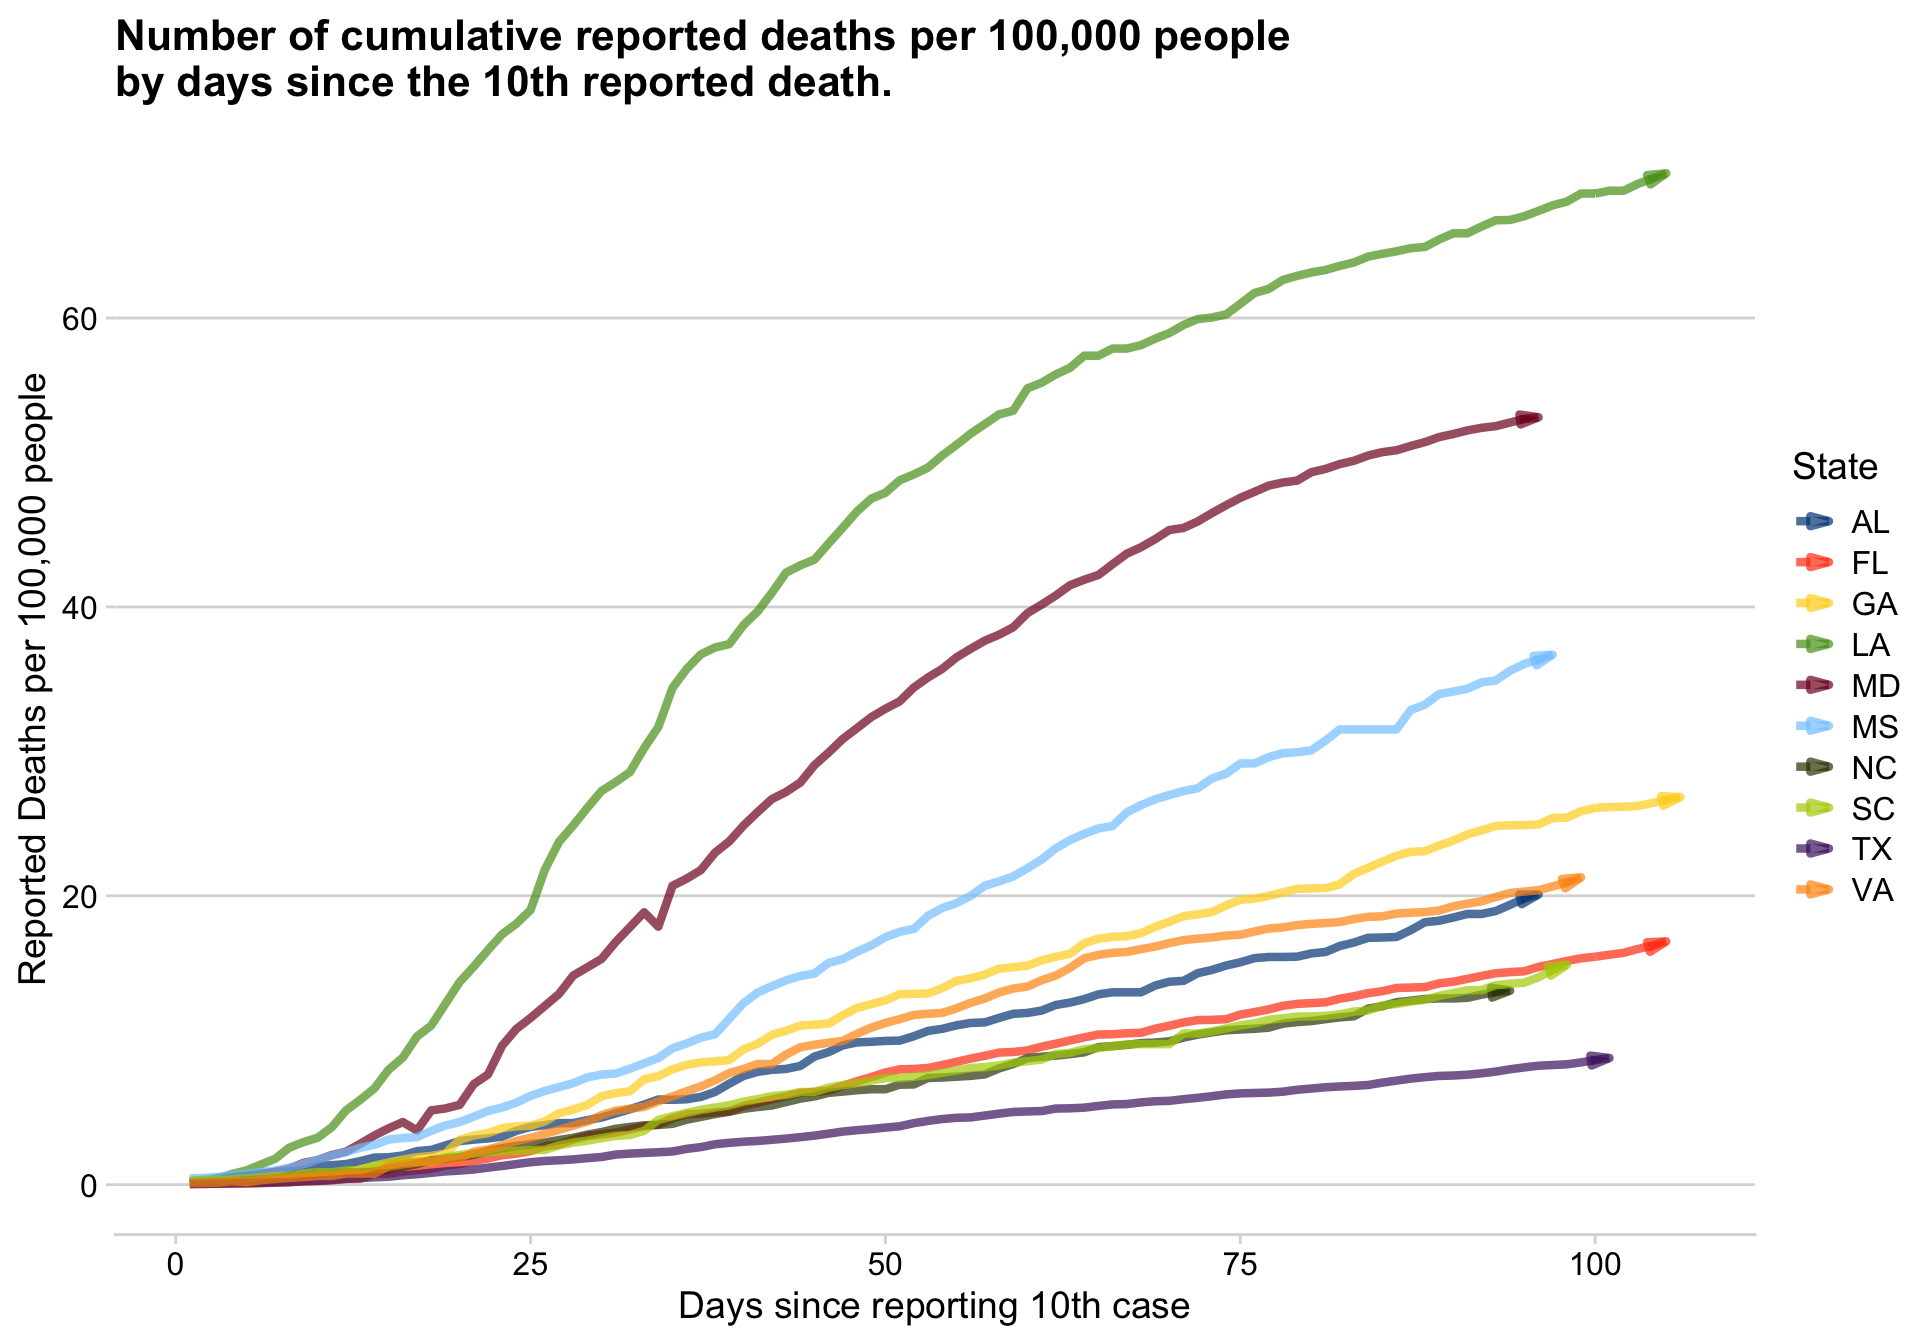 Number of cumulative reported deaths per 100,000 people
by days since the 10th reported death.
Reported Deaths per 100,000 people
60
40
20
0
0
25
50
75
100
Days since reporting 10th case
State
AL
FL
GA
LA
MD
MS
NC
SC
TX
VA